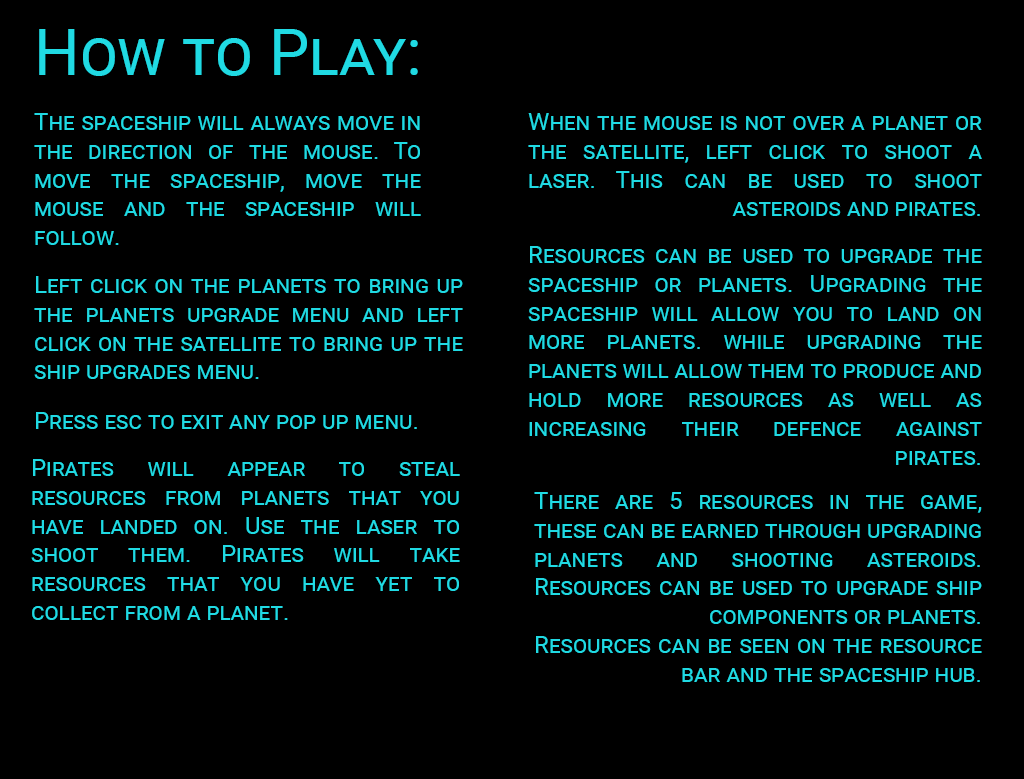 How to Play:
The spaceship will always move in
the direction of the mouse. To
move the spaceship, move the
mouse and the spaceship will
follow.
Left click on the planets to bring up
the planets upgrade menu and left
click on the satellite to bring up the
ship upgrades menu.
Press esc to exit any pop up menu.
Pirates will appear to steal
resources from planets that you
have landed on. Use the laser to
shoot them. Pirates will take
resources that you have yet to
collect from a planet.
When the mouse is not over a planet or
the satellite, left click to shoot a
laser. This can be used to shoot
asteroids and pirates.
Resources can be used to upgrade the
spaceship or planets. Upgrading the
spaceship will allow you to land on
more planets. while upgrading the
planets will allow them to produce and
hold more resources as well as
increasing their defence against
pirates.
There are 5 resources in the game,
these can be earned through upgrading
planets and shooting asteroids.
Resources can be used to upgrade ship
components or planets.
Resources can be seen on the resource
bar and the spaceship hub.